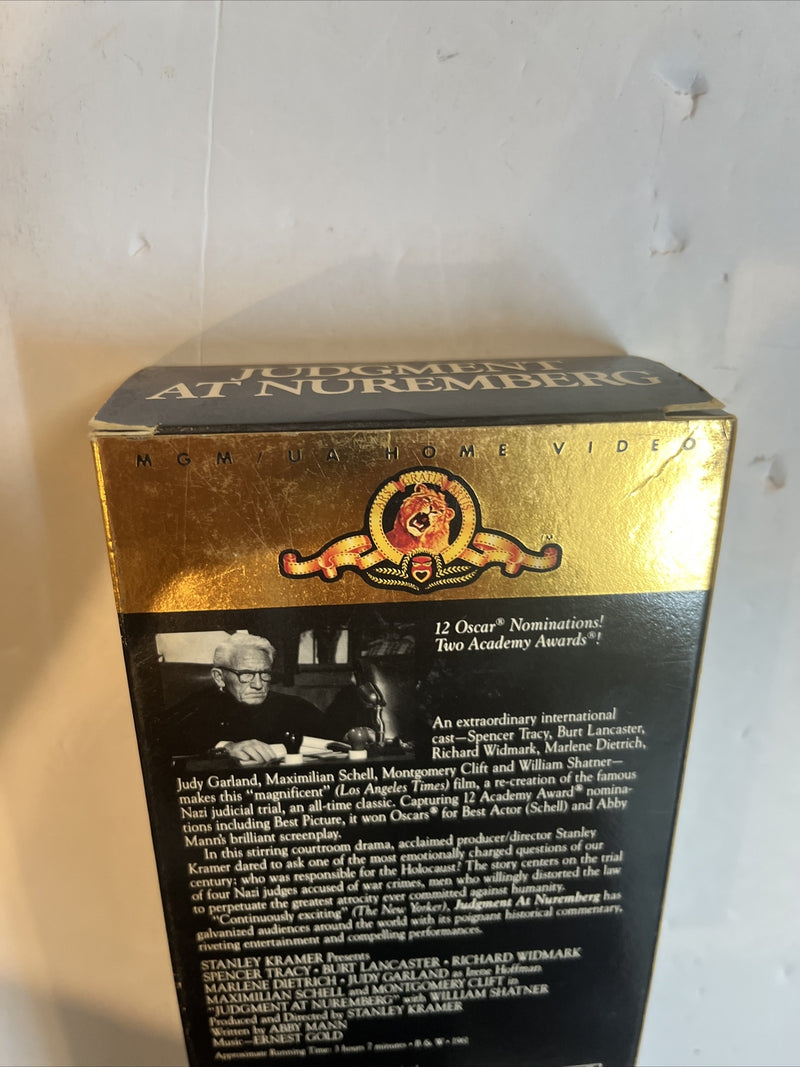 JUDGMENT
AT NUREMBERG
MGM/UA HOME VIDEO
ARS GRATIA
TM
12 Oscar® Nominations!
Two Academy Awards®!
An extraordinary international
cast—Spencer Tracy, Burt Lancaster,
Richard Widmark, Marlene Dietrich,
Judy Garland, Maximilian Schell, Montgomery Clift and William Shatner—
makes this "magnificent" (Los Angeles Times) film, a re-creation of the famous
Nazi judicial trial, an all-time classic. Capturing 12 Academy Award® nomina-
tions including Best Picture, it won Oscars® for Best Actor (Schell) and Abby
Mann's brilliant screenplay.
In this stirring courtroom drama, acclaimed producer/director Stanley
Kramer dared to ask one of the most emotionally charged questions of our
century: who was responsible for the Holocaust? The story centers on the trial
of four Nazi judges accused of war crimes, men who willingly distorted the law
to perpetuate the greatest atrocity ever committed against humanity.
"Continuously exciting" (The New Yorker), Judgment At Nuremberg has
galvanized audiences around the world with its poignant historical commentary,
riveting entertainment and compelling performances.
STANLEY KRAMER Presents
SPENCER TRACY • BURT LANCASTER • RICHARD WIDMARK
MARLENE DIETRICH • JUDY GARLAND as Irene Hoffman
MAXIMILIAN SCHELL and MONTGOMERY CLIFT in
"JUDGMENT AT NUREMBERG" with WILLIAM SHATNER
Produced and Directed by STANLEY KRAMER
Written by ABBY MANN
Music—ERNEST GOLD
Approximate Running Time: 3 hours 7 minutes • B & W • 1961